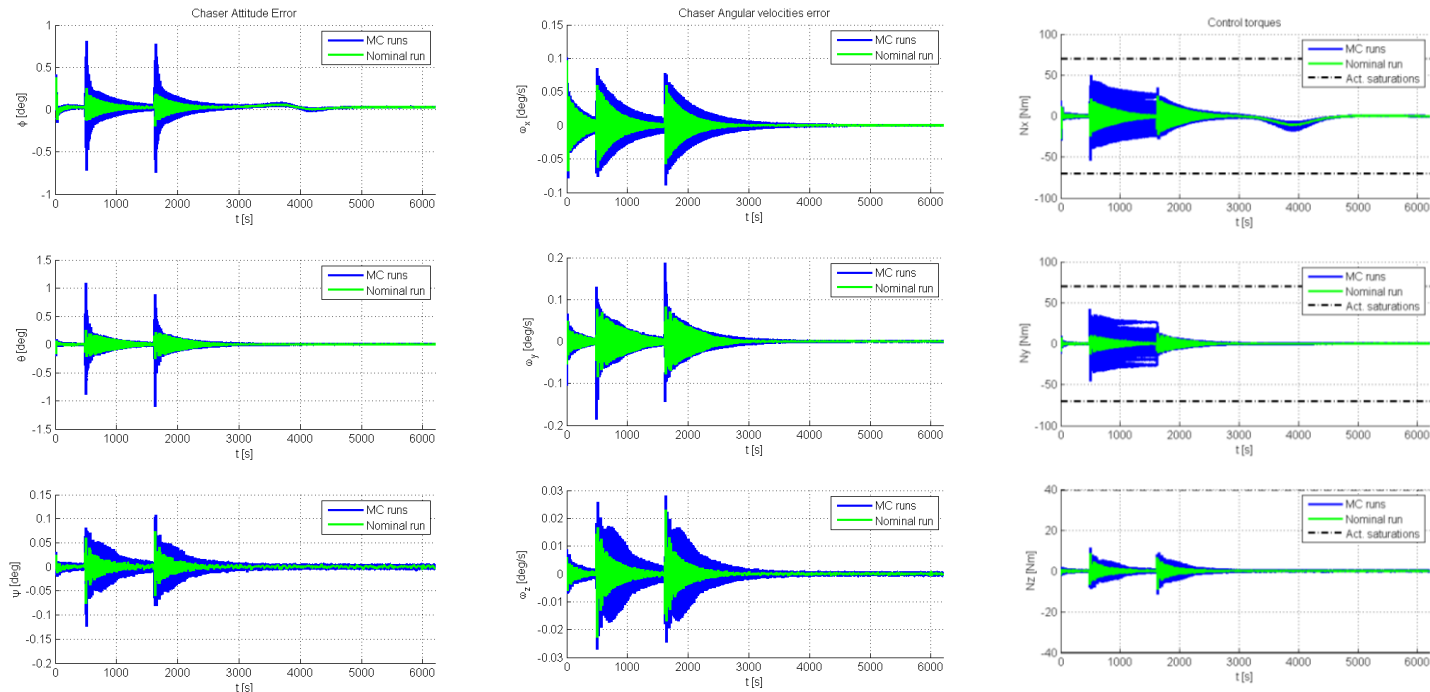 Chaser Attitude Error
1
0.5
0
-0.5
-1
ϕ [deg]
MC runs
Nominal run
0 1000 2000 3000 4000 5000 6000
t [s]
Chaser Angular velocities error
0.1
0.05
0
-0.05
-0.1
ω_x [deg/s]
MC runs
Nominal run
0 1000 2000 3000 4000 5000 6000
t [s]
Control torques
100
50
0
-50
-100
Nx [Nm]
MC runs
Nominal run
Act. saturations
0 1000 2000 3000 4000 5000 6000
t [s]
1.5
1
0.5
0
-0.5
-1
-1.5
θ [deg]
MC runs
Nominal run
0 1000 2000 3000 4000 5000 6000
t [s]
0.2
0.1
0
-0.1
-0.2
ω_y [deg/s]
MC runs
Nominal run
0 1000 2000 3000 4000 5000 6000
t [s]
100
50
0
-50
-100
Ny [Nm]
MC runs
Nominal run
Act. saturations
0 1000 2000 3000 4000 5000 6000
t [s]
0.15
0.1
0.05
0
-0.05
-0.1
-0.15
-0.2
ψ [deg]
MC runs
Nominal run
0 1000 2000 3000 4000 5000 6000
t [s]
0.03
0.02
0.01
0
-0.01
-0.02
-0.03
ω_z [deg/s]
MC runs
Nominal run
0 1000 2000 3000 4000 5000 6000
t [s]
40
20
0
-20
-40
Nz [Nm]
MC runs
Nominal run
Act. saturations
0 1000 2000 3000 4000 5000 6000
t [s]